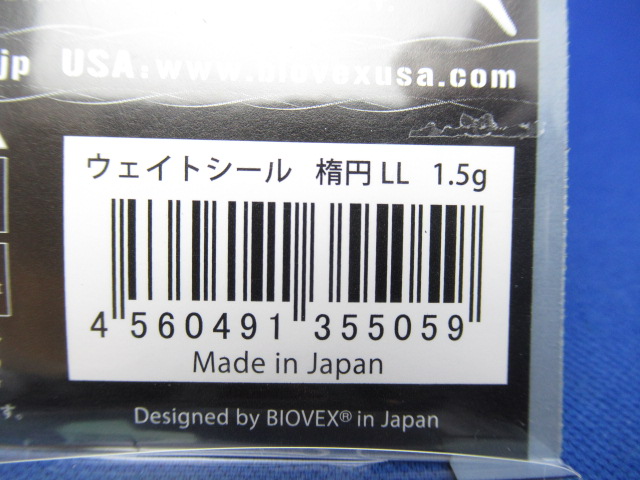 .jp USA:www.biovexusa.com
ウェイトシール 楕円 LL 1.5g
4 560491 355059
Made in Japan
Designed by BIOVEX® in Japan
す。